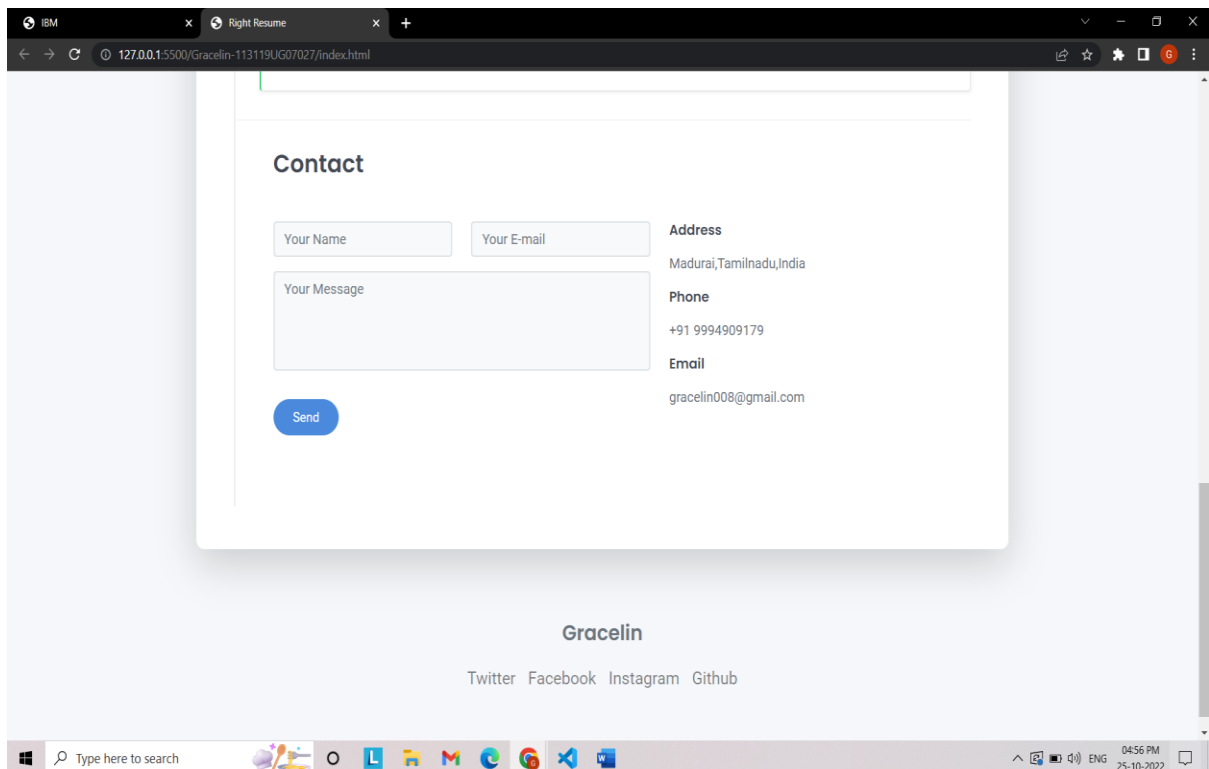 IBM
Right Resume
127.0.0.1:5500/Gracelin-113119UG07027/index.html
G
Contact
Your Name
Your E-mail
Your Message
Send
Address
Madurai,Tamilnadu,India
Phone
+91 9994909179
Email
gracelin008@gmail.com
Gracelin
Twitter Facebook Instagram Github
Type here to search
L
ENG
04:56 PM
25-10-2022